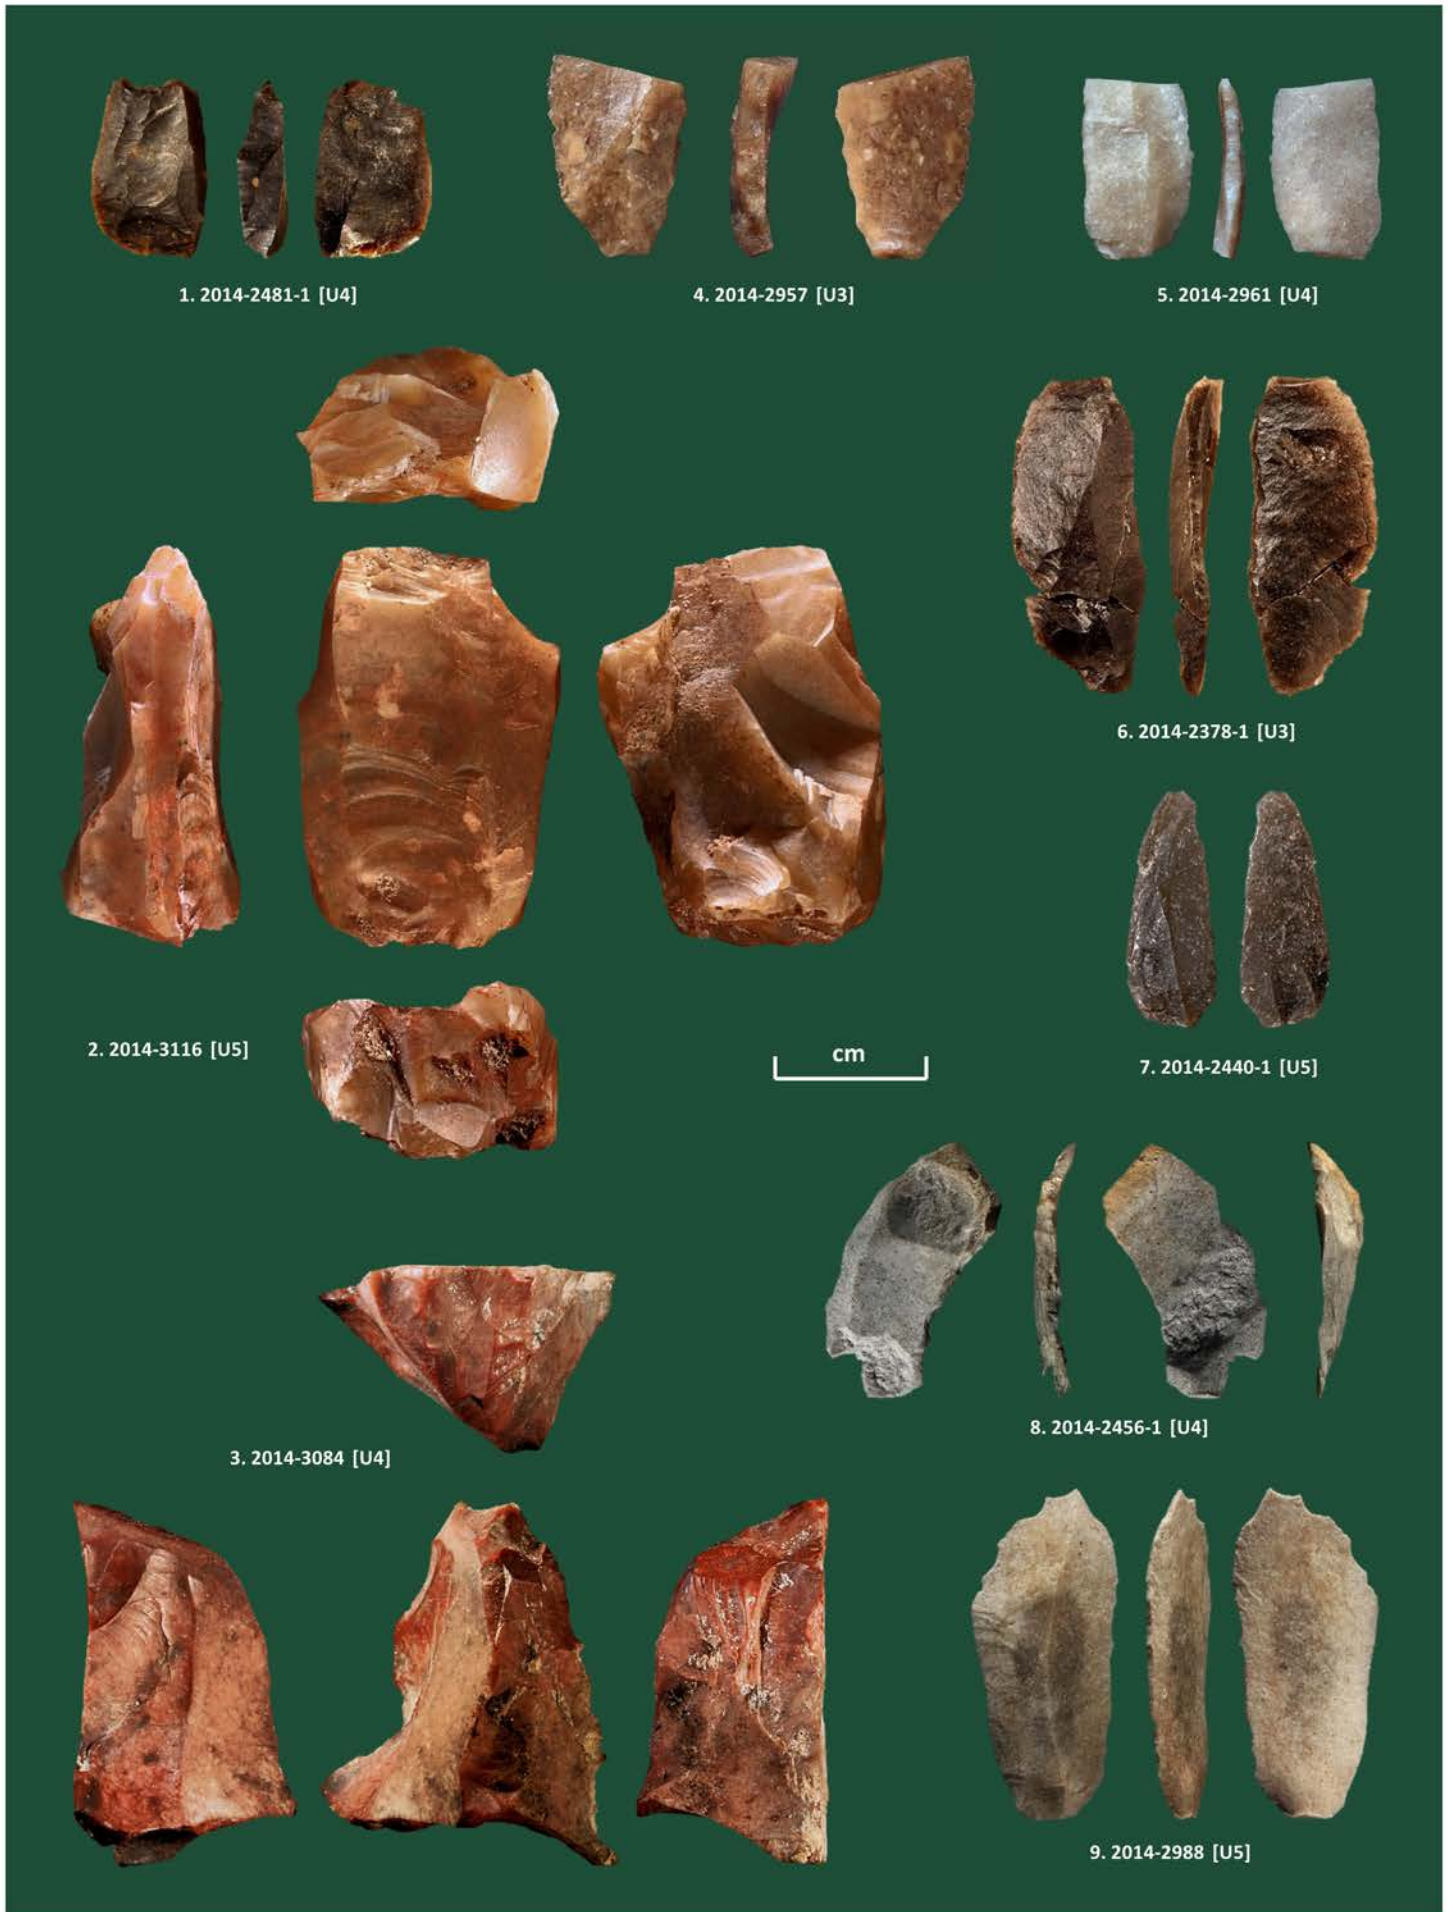 1. 2014-2481-1 [U4]
4. 2014-2957 [U3]
5. 2014-2961 [U4]
6. 2014-2378-1 [U3]
2. 2014-3116 [U5]
cm
7. 2014-2440-1 [U5]
8. 2014-2456-1 [U4]
3. 2014-3084 [U4]
9. 2014-2988 [U5]